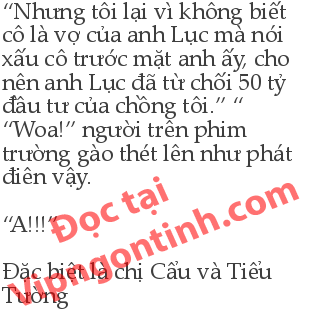 “Nhưng tôi lại vì không biết
cô là vợ của anh Lục mà nói
xấu cô trước mặt anh ấy, cho
nên anh Lục đã từ chối 50 tỷ
đầu tư của chồng tôi.” “
“Woa!” người trên phim
trường gào thét lên như phát
điên vậy.
“A!!!“
Đọc tại
Vipngontinh.com
Đặc biệt là chị Cẩu và Tiểu
Tường